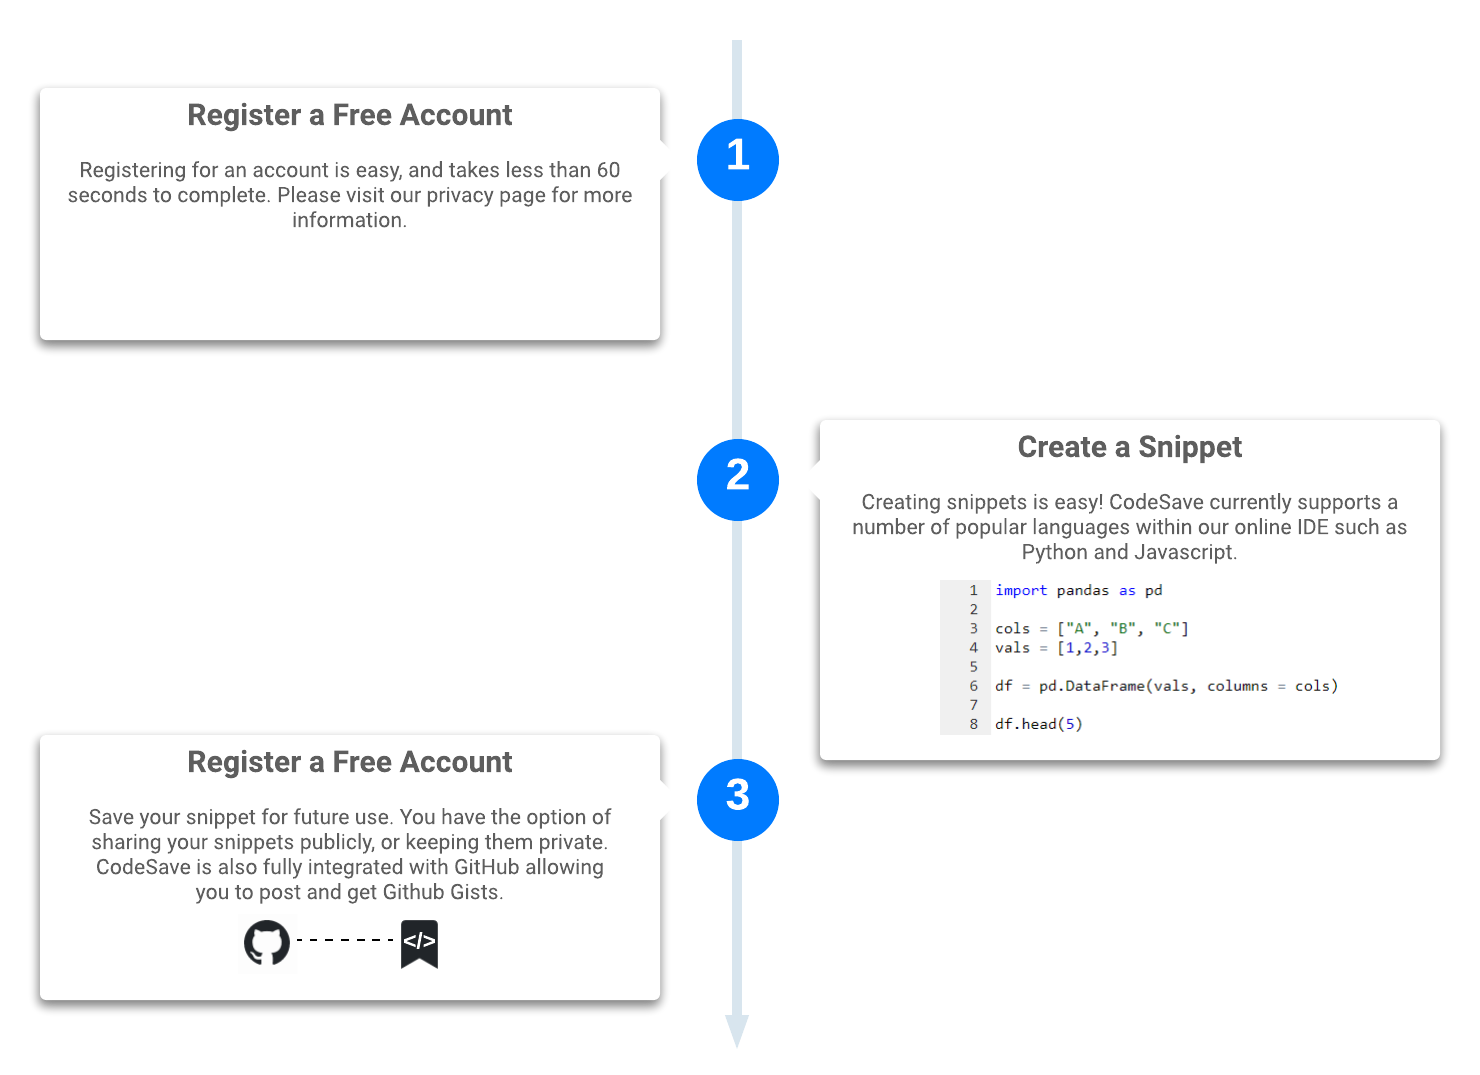 Register a Free Account
Registering for an account is easy, and takes less than 60
seconds to complete. Please visit our privacy page for more
information.
1
2
Create a Snippet
Creating snippets is easy! CodeSave currently supports a
number of popular languages within our online IDE such as
Python and Javascript.
1 import pandas as pd
2
3 cols = ["A", "B", "C"]
4 vals = [1,2,3]
5
6 df = pd.DataFrame(vals, columns = cols)
7
8 df.head(5)
3
Register a Free Account
Save your snippet for future use. You have the option of
sharing your snippets publicly, or keeping them private.
CodeSave is also fully integrated with GitHub allowing
you to post and get Github Gists.
</>